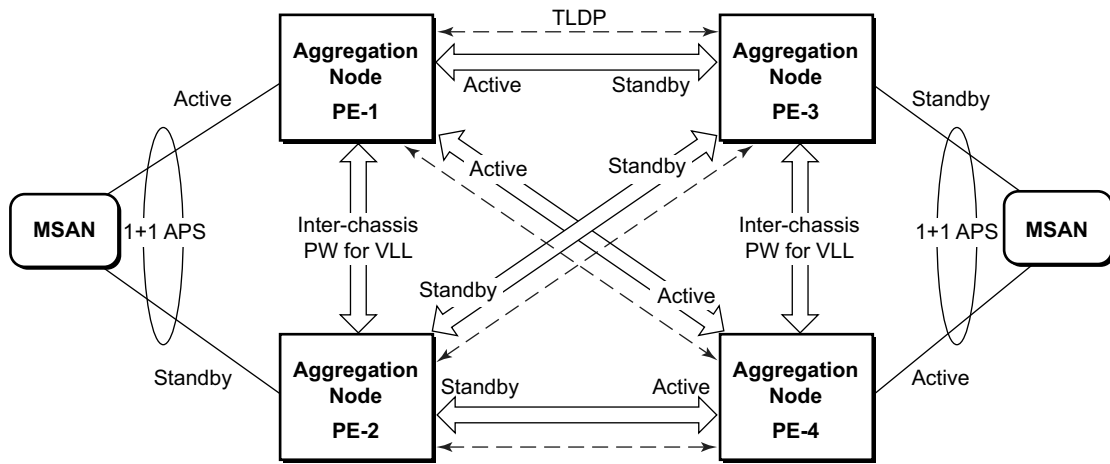 TLDP
Aggregation
Node
PE-1
Aggregation
Node
PE-3
Active
Standby
Active
Standby
Active
Standby
MSAN
1+1 APS
Inter-chassis
PW for VLL
Inter-chassis
PW for VLL
1+1 APS
MSAN
Standby
Active
Standby
Active
Standby
Active
Aggregation
Node
PE-2
Aggregation
Node
PE-4